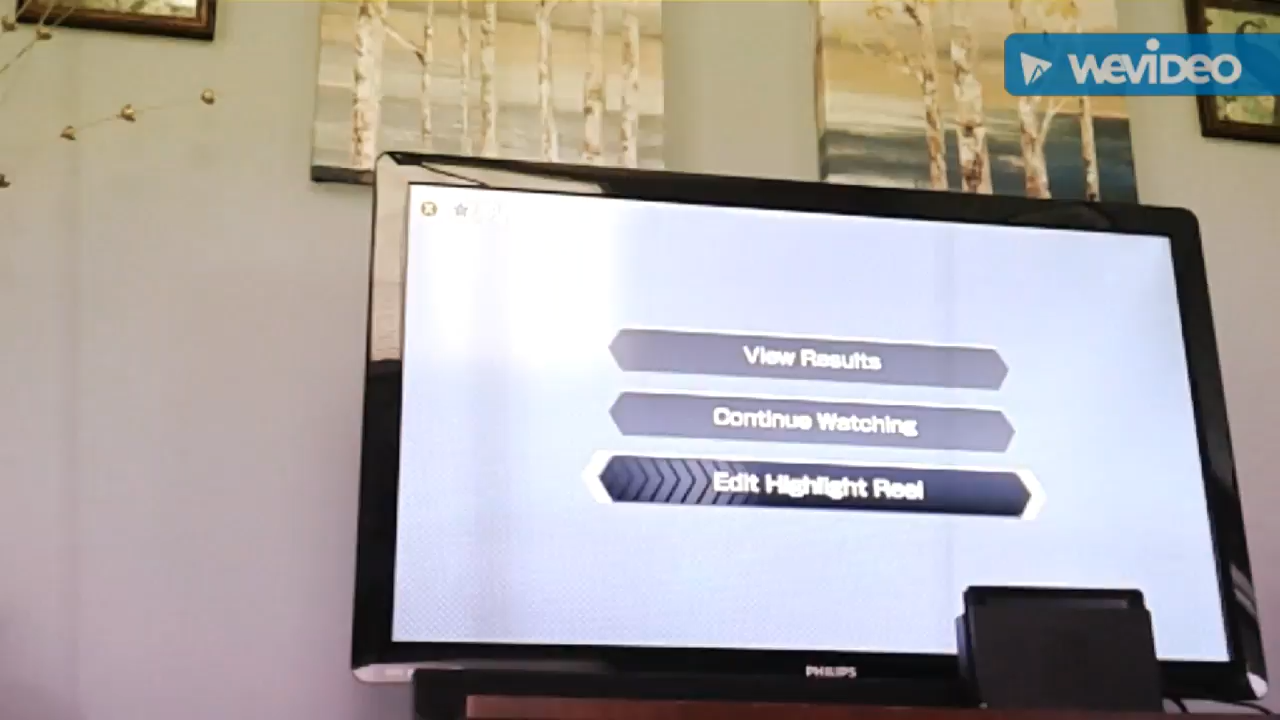 WEVIDEO
View Results
Continue Watching
Edit Highlight Reel
PHILIPS